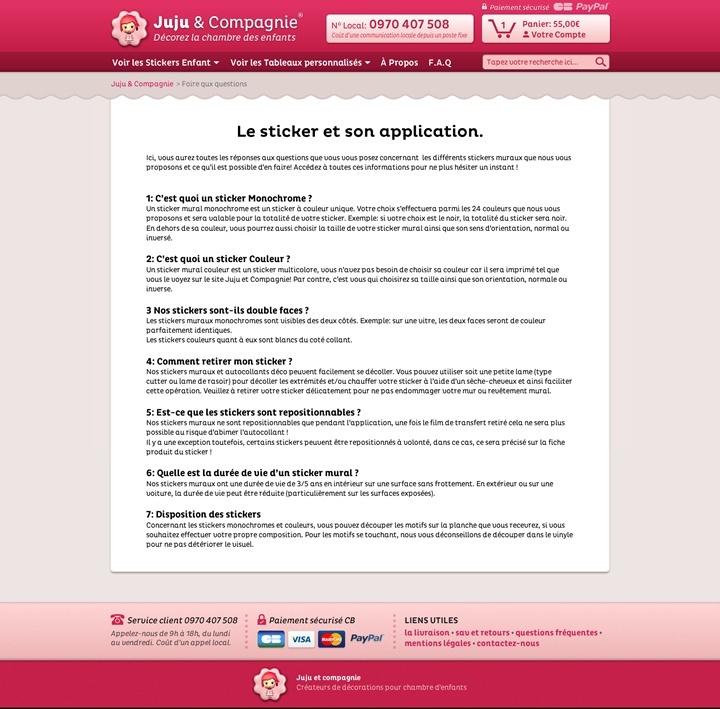 Juju & Compagnie®
Décorez la chambre des enfants
N° Local: 0970 407 508
Coût d'une communication locale depuis un poste fixe
Paiement sécurisé CB PayPal
1
Panier: 55,00€
Votre Compte
Voir les Stickers Enfant
Voir les Tableaux personnalisés
À Propos
F.A.Q
Tapez votre recherche ici...
Juju & Compagnie > Foire aux questions
Le sticker et son application.
Ici, vous aurez toutes les réponses aux questions que vous vous posez concernant les différents stickers muraux que nous vous
proposons et ce qu'il est possible d'en faire! Accédez à toutes ces informations pour ne plus hésiter un instant !
1: C'est quoi un sticker Monochrome ?
Un sticker mural monochrome est un sticker à couleur unique. Votre choix s'effectuera parmi les 24 couleurs que nous vous
proposons et sera valable pour la totalité de votre sticker. Exemple: si votre choix est le noir, la totalité du sticker sera noir.
En dehors de sa couleur, vous pourrez aussi choisir la taille de votre sticker mural ainsi que son sens d'orientation, normal ou
inversé.
2: C'est quoi un sticker Couleur ?
Un sticker mural couleur est un sticker multicolore, vous n'avez pas besoin de choisir sa couleur car il sera imprimé tel que
vous le voyez sur le site Juju et Compagnie! Par contre, c'est vous qui choisirez sa taille ainsi que son orientation, normale ou
inverse.
3 Nos stickers sont-ils double faces ?
Les stickers muraux monochromes sont visibles des deux côtés. Exemple: sur une vitre, les deux faces seront de couleur
parfaitement identiques.
Les stickers couleurs quant à eux sont blancs du coté collant.
4: Comment retirer mon sticker ?
Nos stickers muraux et autocollants déco peuvent facilement se décoller. Vous pouvez utiliser soit une petite lame (type
cutter ou lame de rasoir) pour décoller les extrémités et/ou chauffer votre sticker à l'aide d'un sèche-cheveux et ainsi faciliter
cette opération. Veuillez à retirer votre sticker délicatement pour ne pas endommager votre mur ou revêtement mural.
5: Est-ce que les stickers sont repositionnables ?
Nos stickers muraux ne sont repositionnables que pendant l'application, une fois le film de transfert retiré cela ne sera plus
possible au risque d'abimer l'autocollant !
Il y a une exception toutefois, certains stickers peuvent être repositionnés à volonté, dans ce cas, ce sera précisé sur la fiche
produit du sticker !
6: Quelle est la durée de vie d'un sticker mural ?
Nos stickers muraux ont une durée de vie de 3/5 ans en intérieur sur une surface sans frottement. En extérieur ou sur une
voiture, la durée de vie peut être réduite (particulièrement sur les surfaces exposées).
7: Disposition des stickers
Concernant les stickers monochromes et couleurs, vous pouvez découper les motifs sur la planche que vous recevrez, si vous
souhaitez effectuer votre propre composition. Pour les motifs se touchant, nous vous déconseillons de découper dans le vinyle
pour ne pas détériorer le visuel.
Service client 0970 407 508
Appelez-nous de 9h à 18h, du lundi
au vendredi. Coût d'un appel local.
Paiement sécurisé CB
CB VISA MasterCard PayPal
LIENS UTILES
la livraison • sav et retours • questions fréquentes •
mentions légales • contactez-nous
Juju et compagnie
Créateurs de décorations pour chambre d'enfants